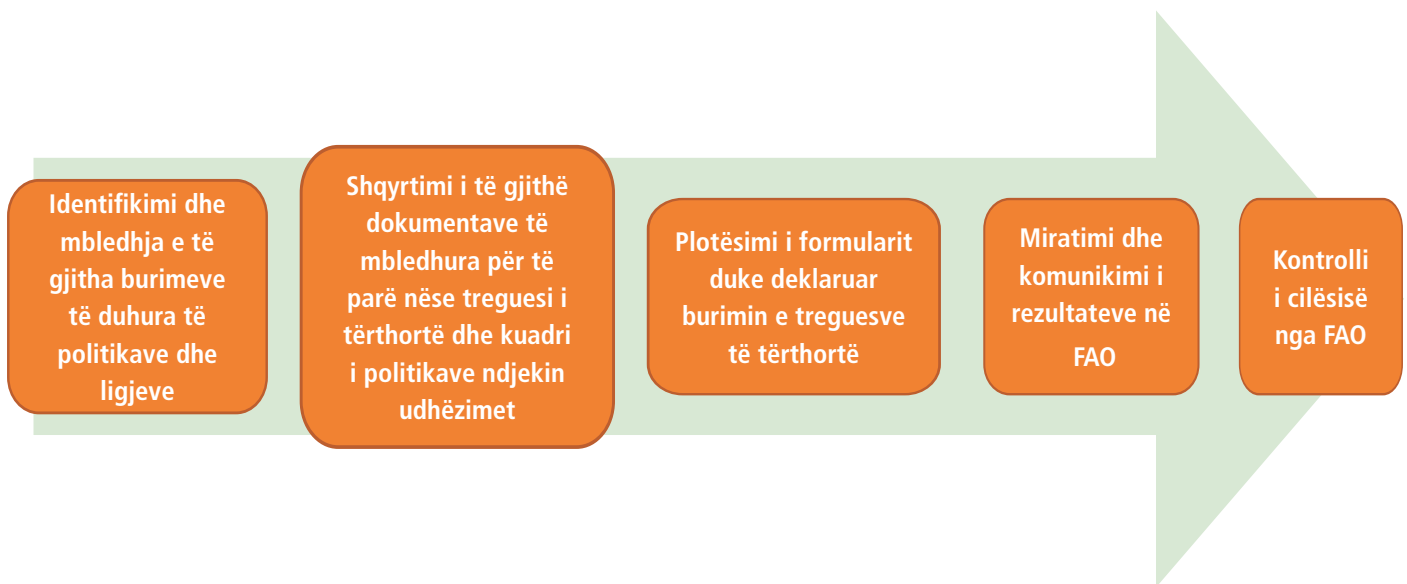 Identifikimi dhe
mbledhja e të
gjitha burimeve
të duhura të
politikave dhe
ligjeve
Shqyrtimi i të gjithë
dokumentave të
mbledhura për të
parë nëse treguesi i
tërthortë dhe kuadri
i politikave ndjekin
udhëzimet
Plotësimi i formularit
duke deklaruar
burimin e treguesve
të tërthortë
Miratimi dhe
komunikimi i
rezultateve në
FAO
Kontrolli
i cilësisë
nga FAO